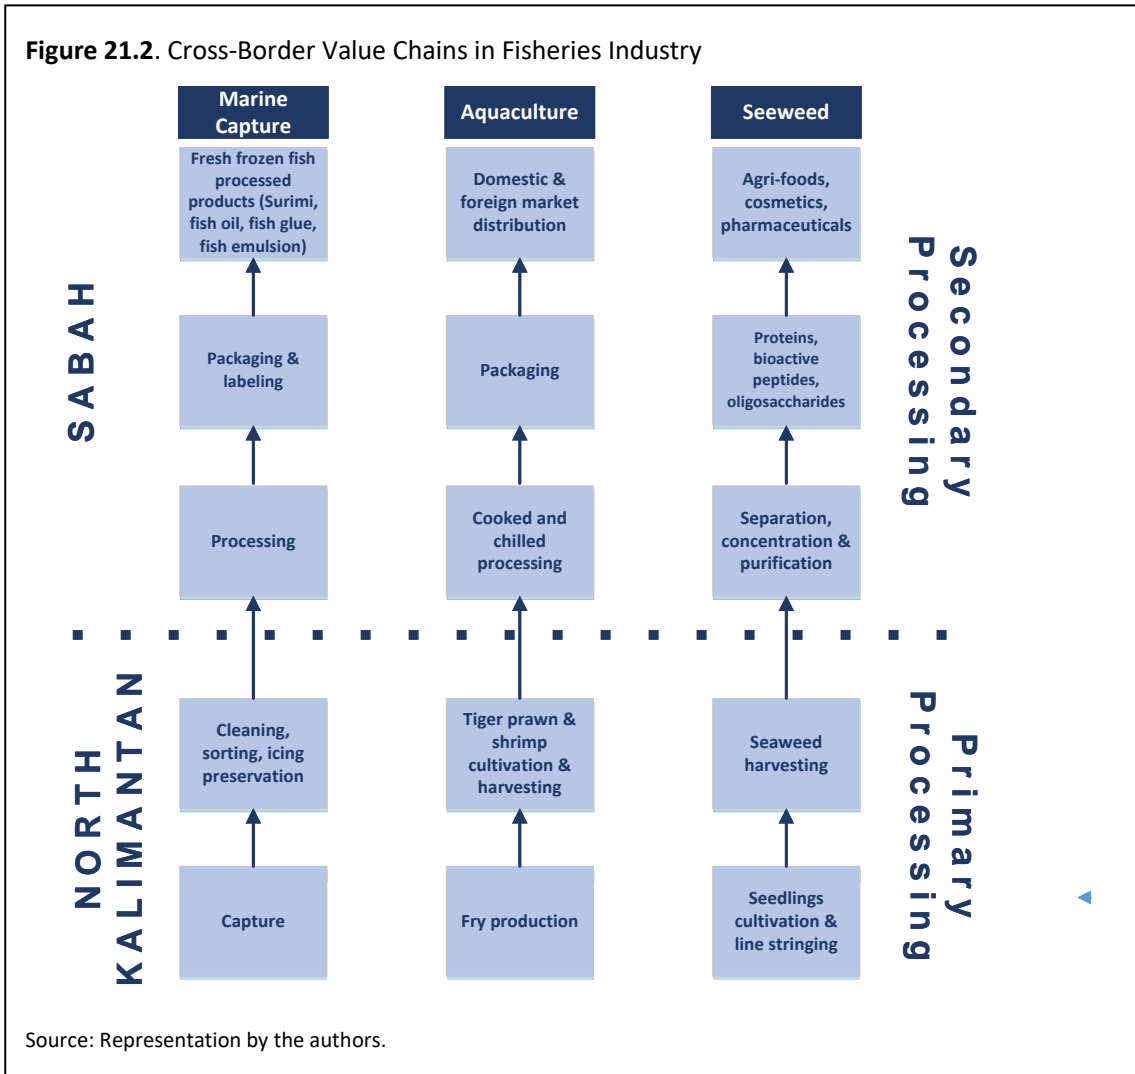 Figure 21.2. Cross-Border Value Chains in Fisheries Industry
Marine
Capture
Aquaculture
Seeweed
Fresh frozen fish
processed
products (Surimi,
fish oil, fish glue,
fish emulsion)
Domestic &
foreign market
distribution
Agri-foods,
cosmetics,
pharmaceuticals
SABAH
Secondary
Processing
Packaging &
labeling
Packaging
Proteins,
bioactive
peptides,
oligosaccharides
Processing
Cooked and
chilled
processing
Separation,
concentration &
purification
NORTH
KALIMANTAN
Primary
Processing
Cleaning,
sorting, icing
preservation
Tiger prawn &
shrimp
cultivation &
harvesting
Seaweed
harvesting
Capture
Fry production
Seedlings
cultivation &
line stringing
Source: Representation by the authors.